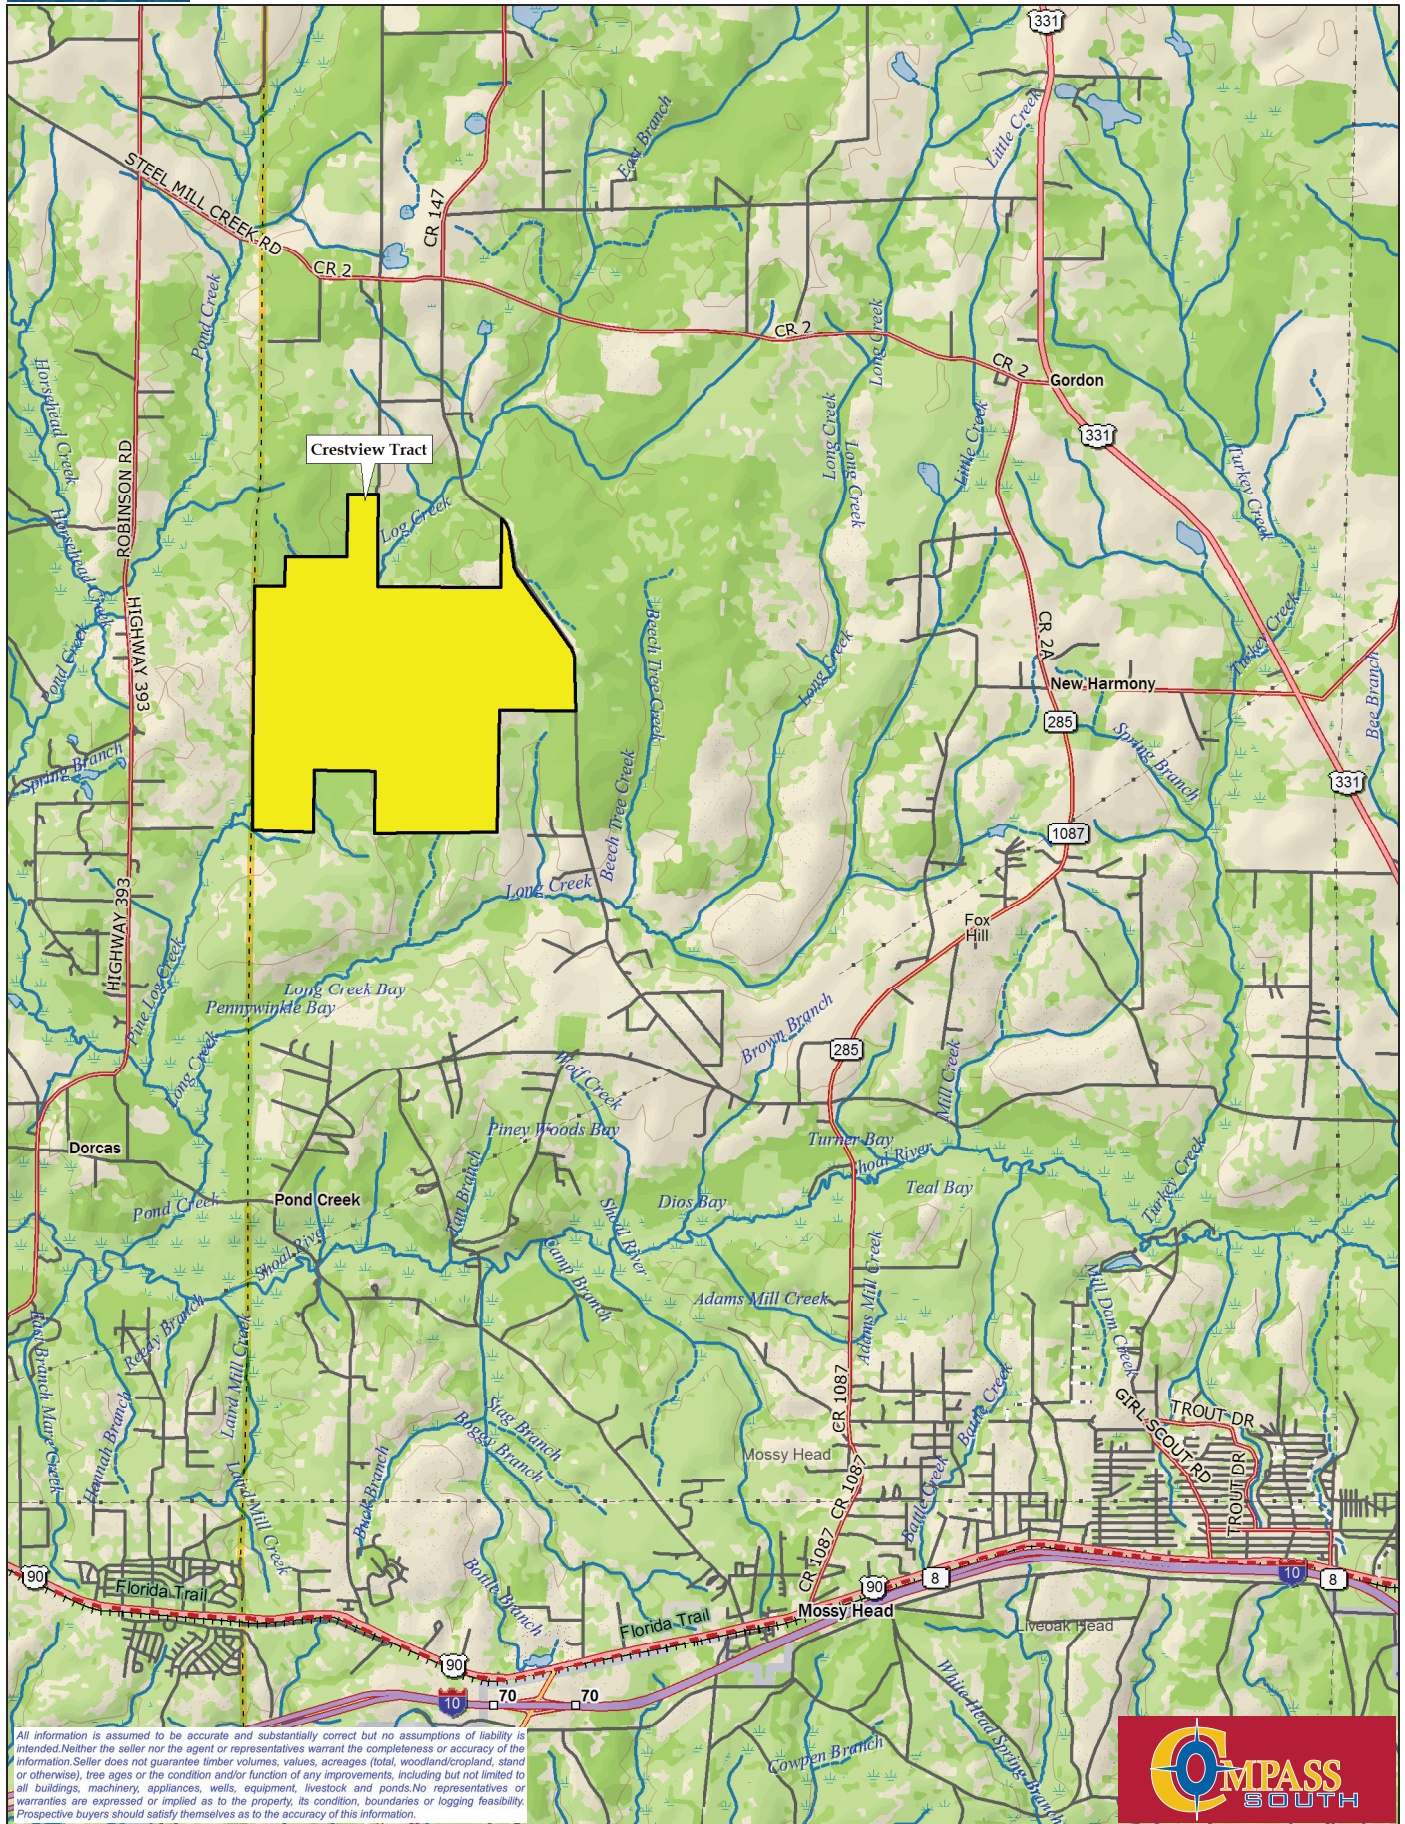 331
Little Creek
East Branch
STEEL MILL CREEK RD
CR 147
CR 2
Pond Creek
CR 2
Long Creek
CR 2
Gordon
Horsehead Creek
Long Creek
Long Creek
Little Creek
331
ROBINSON RD
Crestview Tract
Turkey Creek
Log Creek
Horsehead Creek
HIGHWAY 393
Pond Creek
Beech Tree Creek
Long Creek
CR 2A
Turkey Creek
New Harmony
Bee Branch
285
Spring Branch
Spring Branch
331
Beech Tree Creek
1087
HIGHWAY 393
Long Creek
Fox
Hill
Pine Log Creek
Long Creek Bay
Pennywinkle Bay
Brown Branch
285
Long Creek
Wolf Creek
Mill Creek
Piney Woods Bay
Turner Bay
Dorcas
Shoal River
Teal Bay
Turkey Creek
Pond Creek
Pond Creek
Tan Branch
Dios Bay
Shoal River
Shoal River
Camp Branch
Adams Mill Creek
Adams Mill Creek
Mill Dam Creek
Reedy Branch
East Branch Mare Creek
Laird Mill Creek
Hannah Branch
CR 1087
Battle Creek
GIRL SCOUT RD
TROUT DR
Stag Branch
Boggy Branch
Mossy Head
Laird Mill Creek
Buck Branch
CR 1087
Battle Creek
TROUT DR
CR 1087
90
Florida Trail
Bottle Branch
90
8
10
8
Mossy Head
Florida Trail
Liveoak Head
90
10
70
70
White Head Spring Branch
Cowpen Branch
All information is assumed to be accurate and substantially correct but no assumptions of liability is
intended.Neither the seller nor the agent or representatives warrant the completeness or accuracy of the
information.Seller does not guarantee timber volumes, values, acreages (total, woodland/cropland, stand
or otherwise), tree ages or the condition and/or function of any improvements, including but not limited to
all buildings, machinery, appliances, wells, equipment, livestock and ponds.No representatives or
warranties are expressed or implied as to the property, its condition, boundaries or logging feasibility.
Prospective buyers should satisfy themselves as to the accuracy of this information.
COMPASS
SOUTH